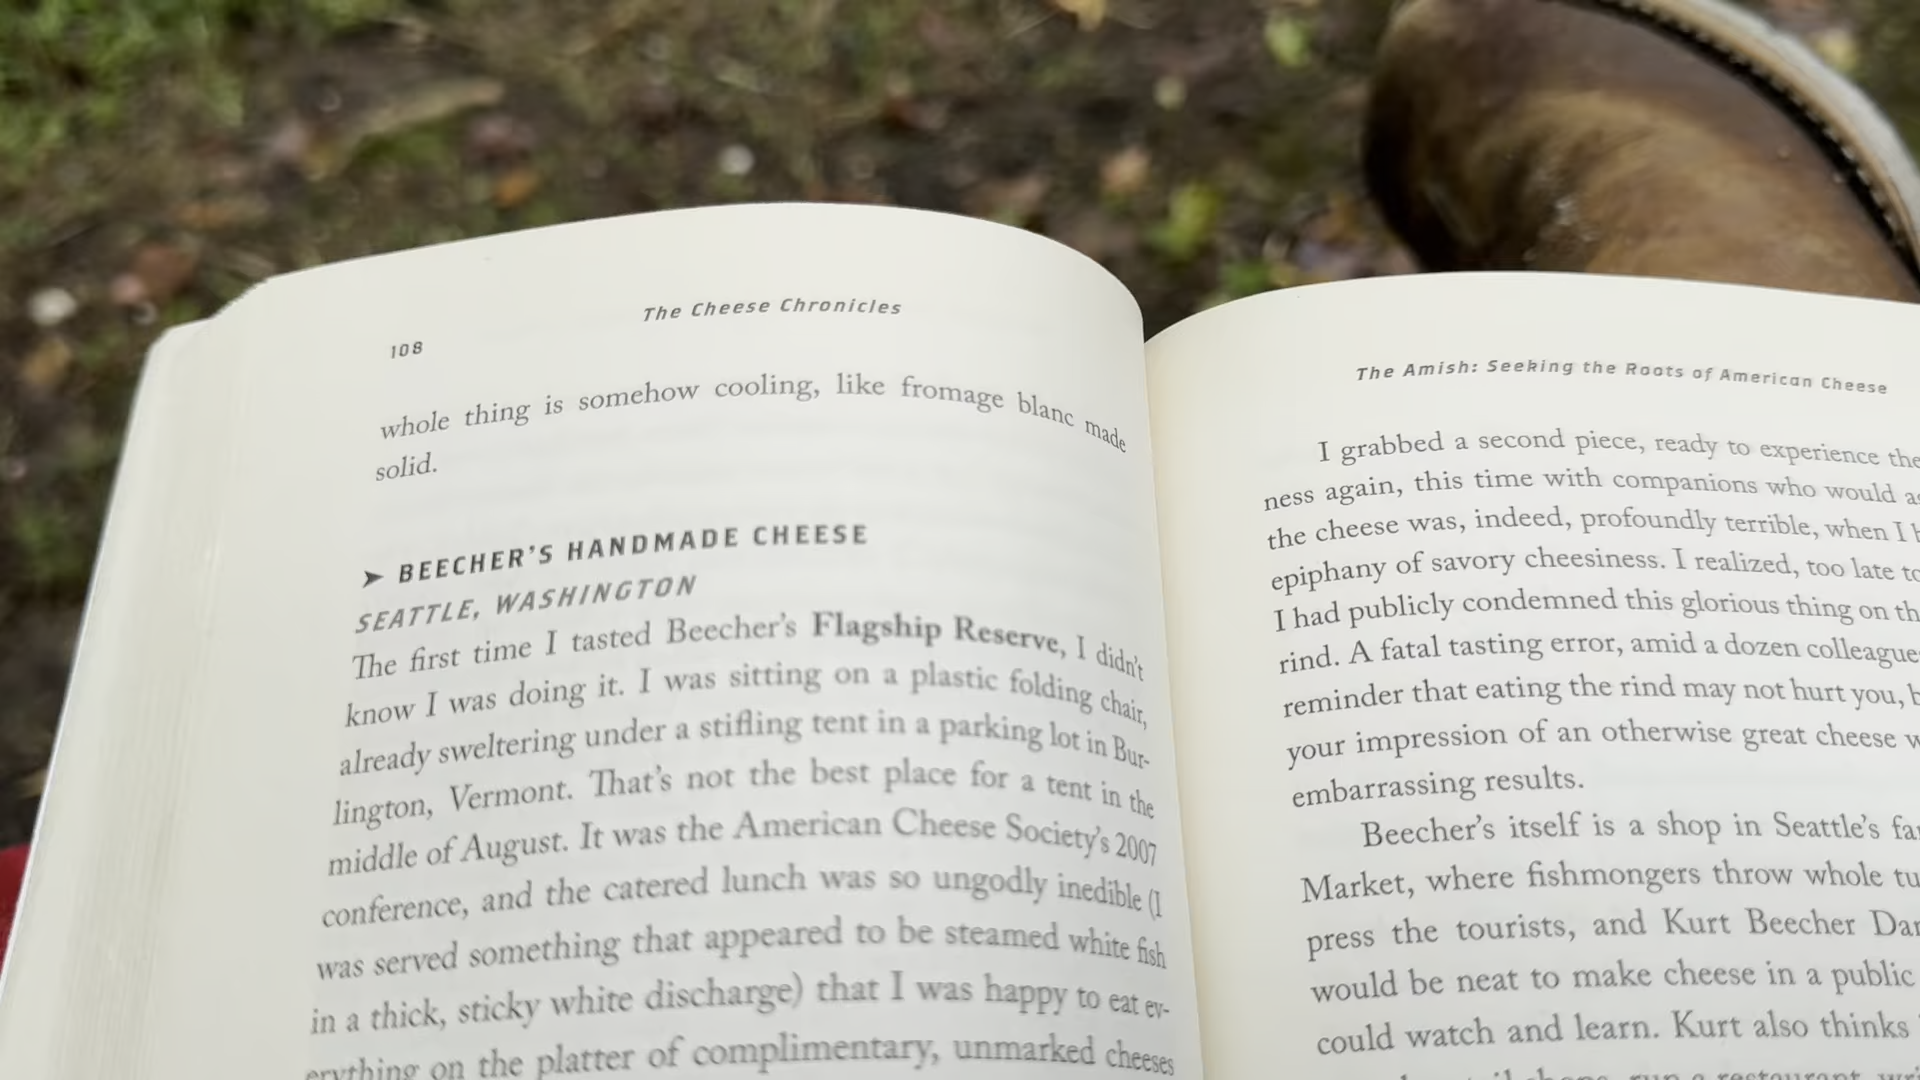 The Cheese Chronicles
108
whole thing is somehow cooling, like fromage blanc made
solid.
➤ BEECHER'S HANDMADE CHEESE
SEATTLE, WASHINGTON
The first time I tasted Beecher's Flagship Reserve, I didn't
know I was doing it. I was sitting on a plastic folding chair,
already sweltering under a stifling tent in a parking lot in Bur-
lington, Vermont. That's not the best place for a tent in the
middle of August. It was the American Cheese Society's 2007
conference, and the catered lunch was so ungodly inedible (I
was served something that appeared to be steamed white fish
in a thick, sticky white discharge) that I was happy to eat ev-
erything on the platter of complimentary, unmarked cheeses
The Amish: Seeking the Roots of American Cheese
I grabbed a second piece, ready to experience the
ness again, this time with companions who would
the cheese was, indeed, profoundly terrible, when I
epiphany of savory cheesiness. I realized, too late
I had publicly condemned this glorious thing on
rind. A fatal tasting error, amid a dozen
reminder that eating the rind may not hurt you,
your impression of an otherwise great cheese
embarrassing results.
Beecher's itself is a shop in Seattle's
Market, where fishmongers throw whole
press the tourists, and Kurt Beecher
would be neat to make cheese in a public
could watch and learn. Kurt also thinks